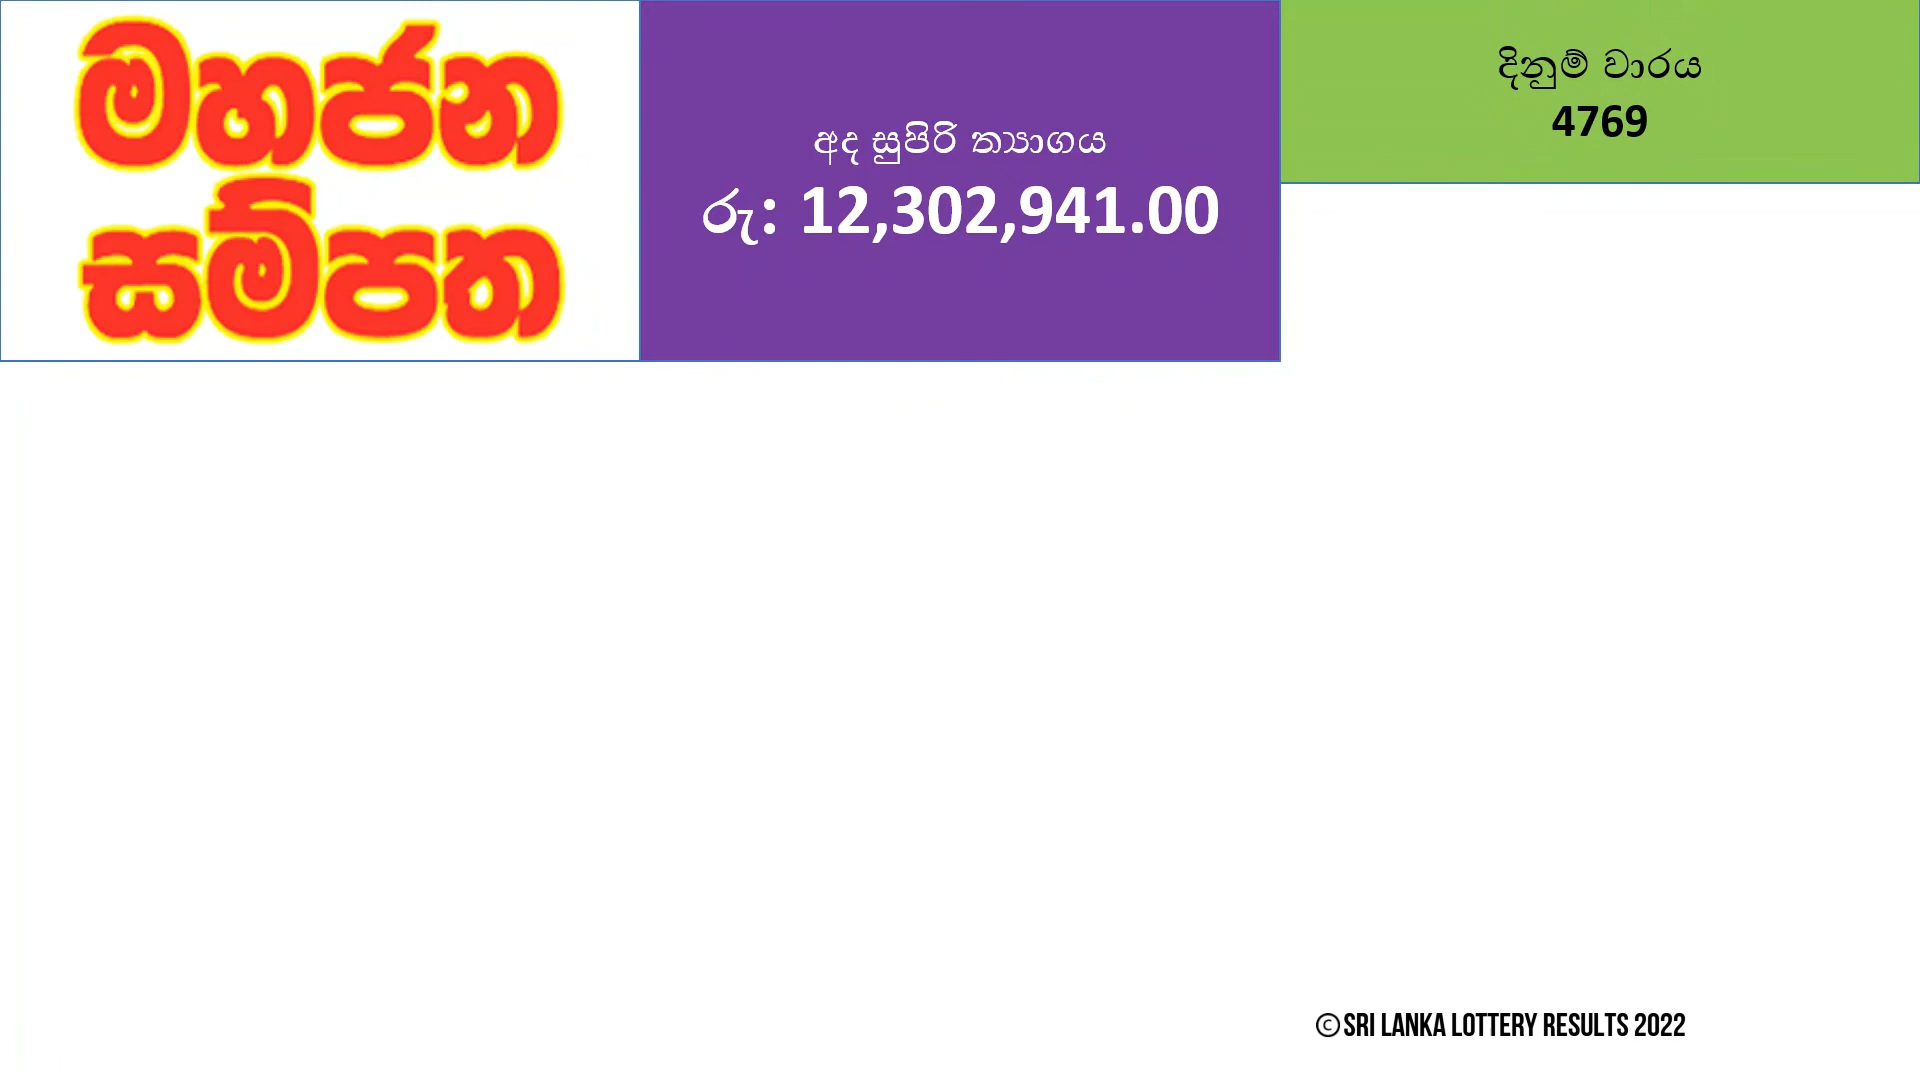 මහජන
සම්පත
අද සුපිරි ත්‍යාගය
රු: 12,302,941.00
දිනුම් වාරය
4769
©SRI LANKA LOTTERY RESULTS 2022